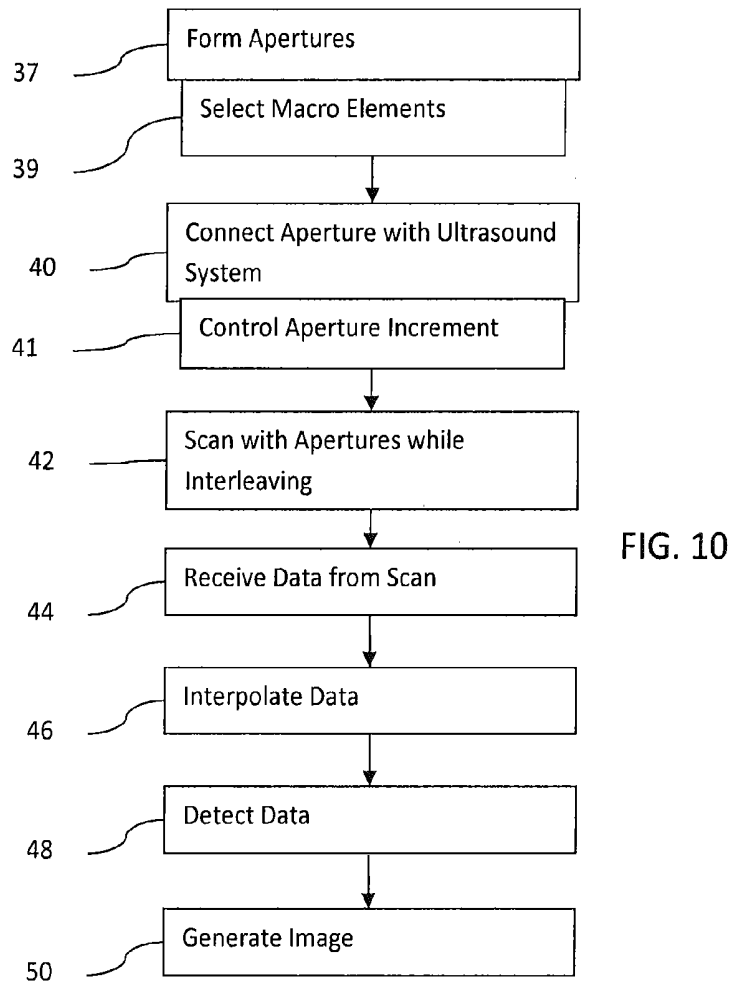 Form Apertures
37
Select Macro Elements
39
Connect Aperture with Ultrasound
System
40
Control Aperture Increment
41
Scan with Apertures while
Interleaving
42
FIG. 10
Receive Data from Scan
44
Interpolate Data
46
Detect Data
48
Generate Image
50